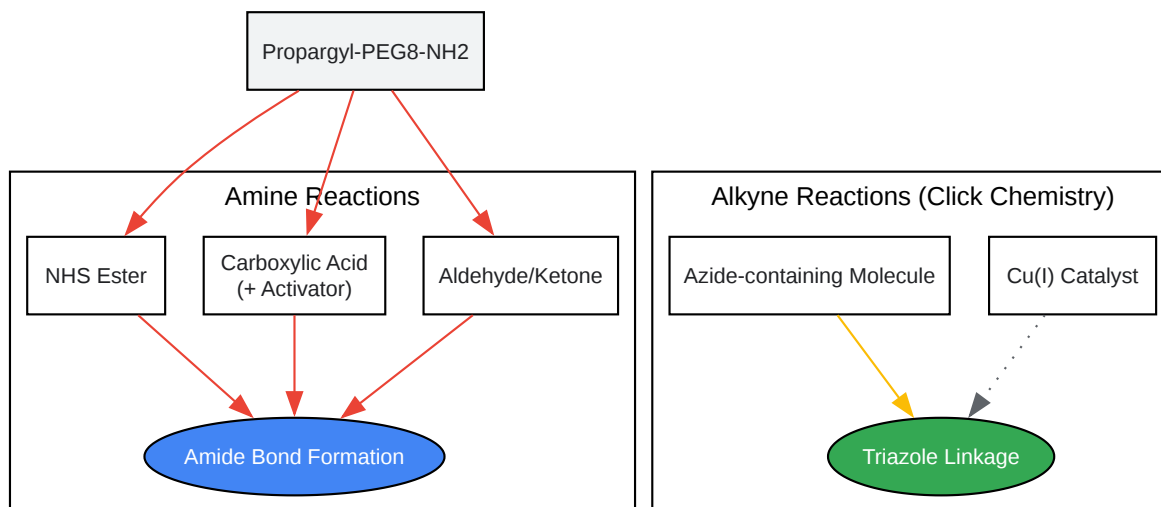 Propargyl-PEG8-NH2
Amine Reactions
NHS Ester
Carboxylic Acid
(+ Activator)
Aldehyde/Ketone
Amide Bond Formation
Alkyne Reactions (Click Chemistry)
Azide-containing Molecule
Cu(I) Catalyst
Triazole Linkage